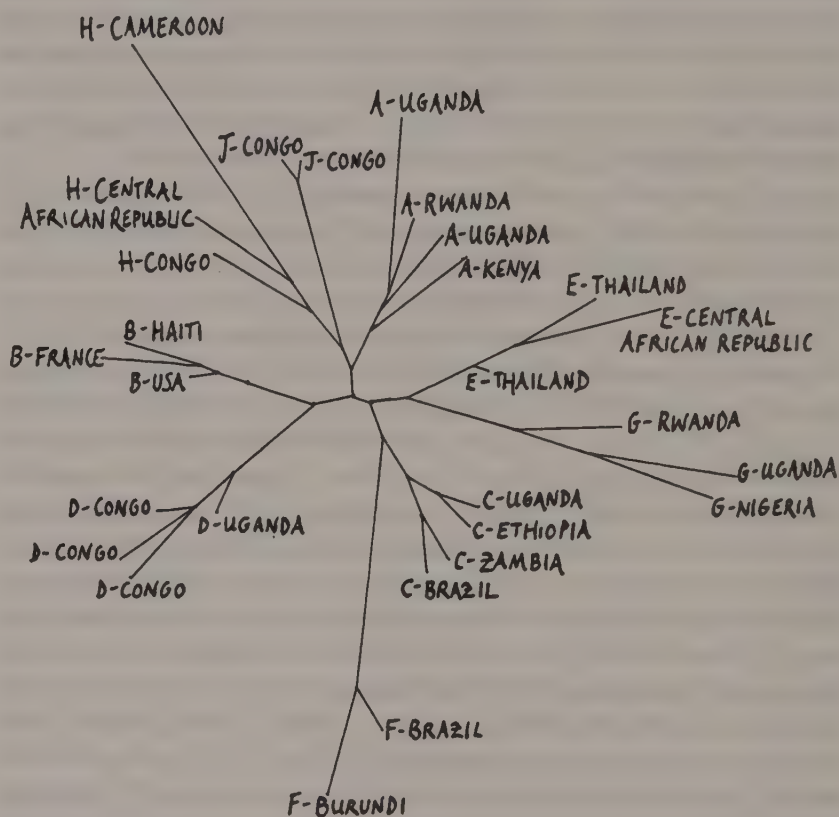 H-CAMEROON
A-UGANDA
J-CONGO
J-CONGO
H-CENTRAL
AFRICAN REPUBLIC
A-RWANDA
A-UGANDA
H-CONGO
A-KENYA
E-THAILAND
E-CENTRAL
AFRICAN REPUBLIC
B-HAITI
B-FRANCE
B-USA
E-THAILAND
G-RWANDA
G-UGANDA
G-NIGERIA
D-CONGO
D-UGANDA
D-CONGO
D-CONGO
C-UGANDA
C-ETHIOPIA
C-ZAMBIA
C-BRAZIL
F-BRAZIL
F-BURUNDI